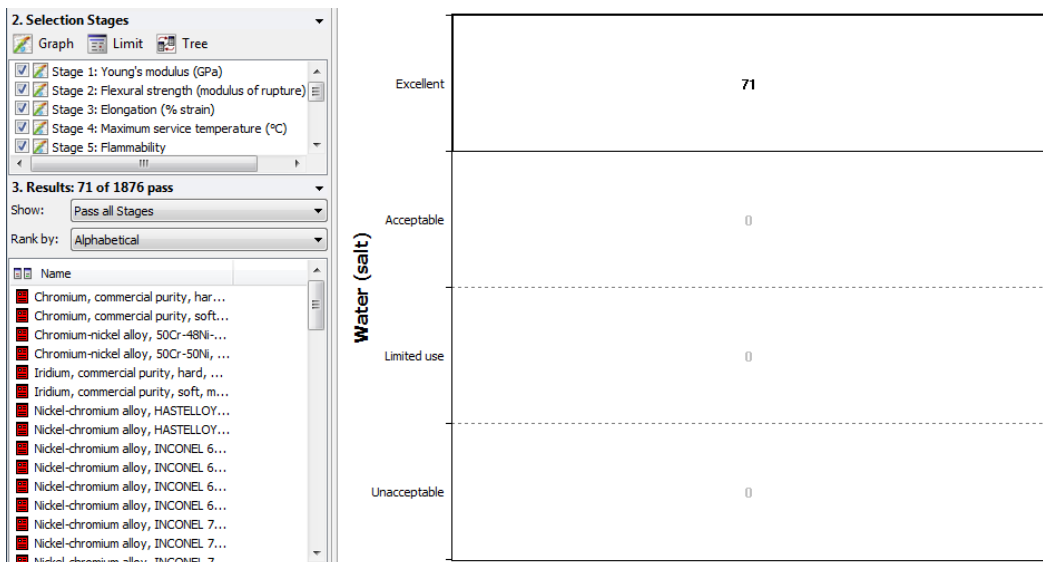 2. Selection Stages
Graph Limit Tree
Stage 1: Young's modulus (GPa)
Stage 2: Flexural strength (modulus of rupture)
Stage 3: Elongation (% strain)
Stage 4: Maximum service temperature (°C)
Stage 5: Flammability
3. Results: 71 of 1876 pass
Show: Pass all Stages
Rank by: Alphabetical
Name
Chromium, commercial purity, har...
Chromium, commercial purity, soft...
Chromium-nickel alloy, 50Cr-48Ni-...
Chromium-nickel alloy, 50Cr-50Ni, ...
Iridium, commercial purity, hard, ...
Iridium, commercial purity, soft, m...
Nickel-chromium alloy, HASTELLOY...
Nickel-chromium alloy, HASTELLOY...
Nickel-chromium alloy, INCONEL 6...
Nickel-chromium alloy, INCONEL 6...
Nickel-chromium alloy, INCONEL 6...
Nickel-chromium alloy, INCONEL 6...
Nickel-chromium alloy, INCONEL 7...
Nickel-chromium alloy, INCONEL 7...
Nickel-chromium alloy, INCONEL 7...
Water (salt)
Excellent 71
Acceptable 0
Limited use 0
Unacceptable 0